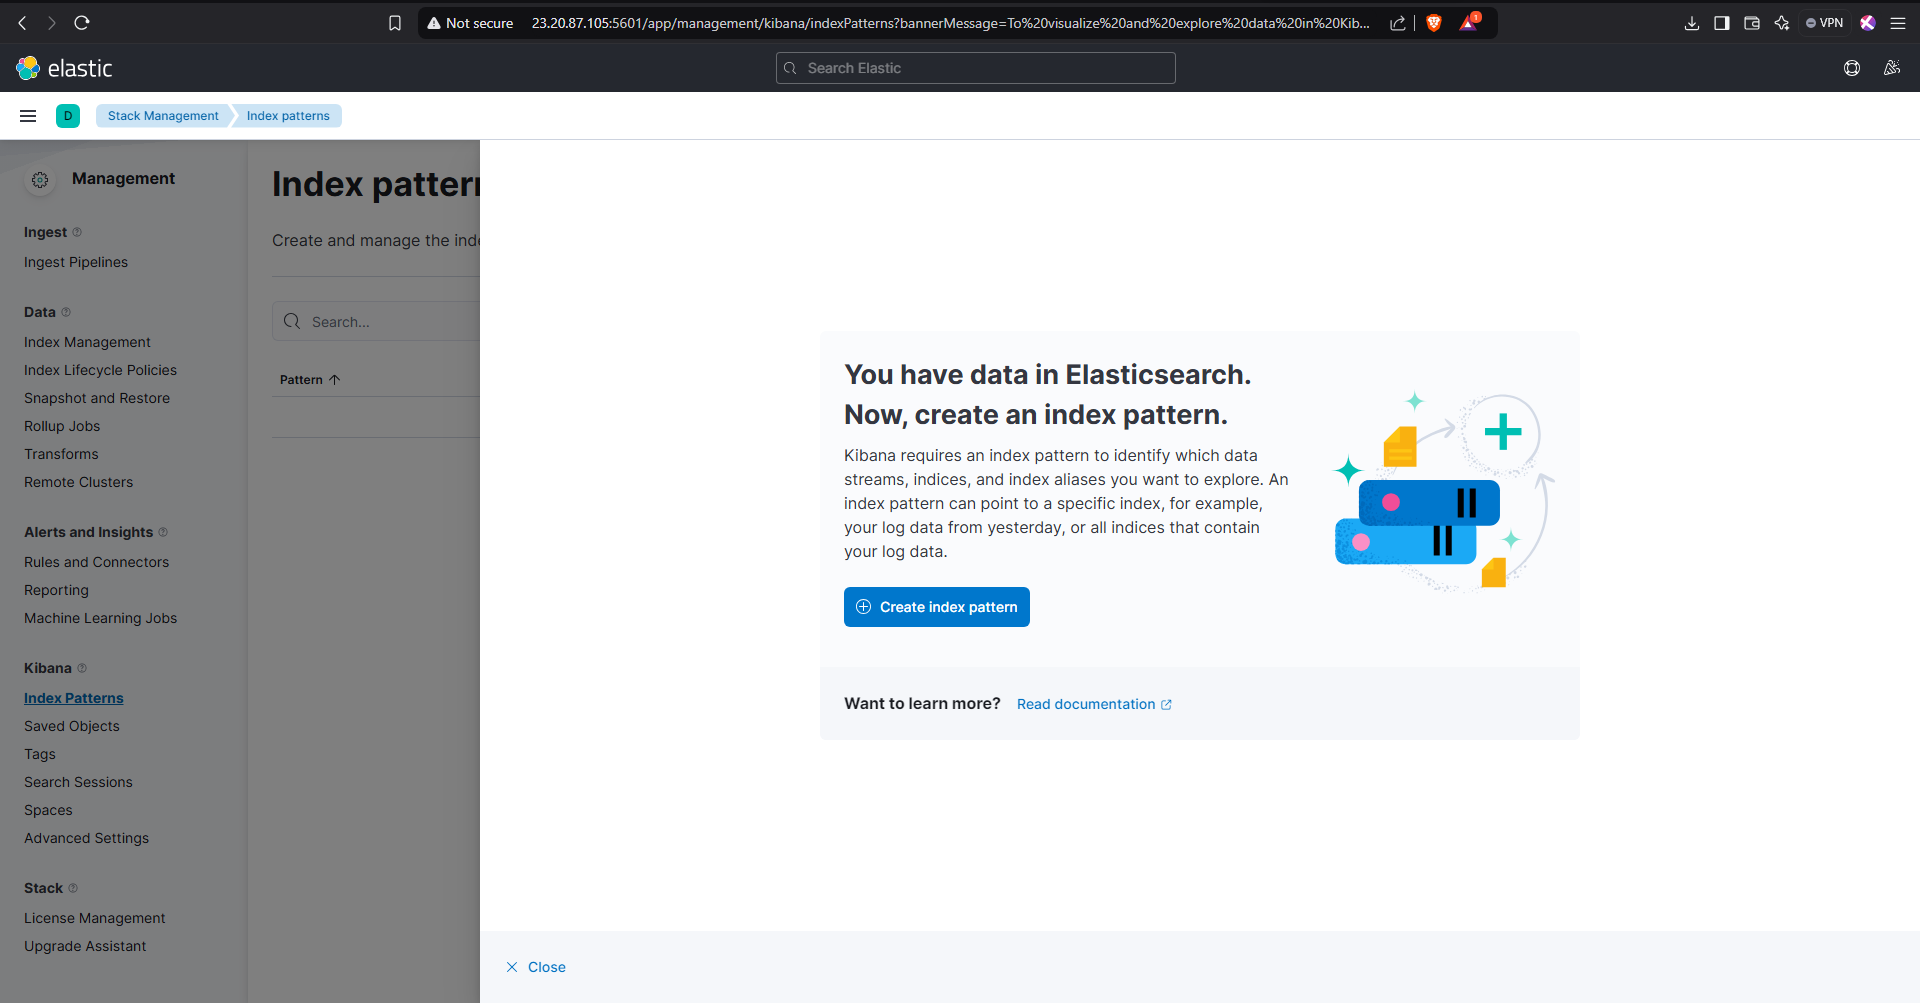 Not secure
23.20.87.105:5601/app/management/kibana/indexPatterns?bannerMessage=To%20visualize%20and%20explore%20data%20in%20Kib...
1
VPN
elastic
Search Elastic
D
Stack Management
Index patterns
Management
Ingest
Ingest Pipelines
Data
Index Management
Index Lifecycle Policies
Snapshot and Restore
Rollup Jobs
Transforms
Remote Clusters
Alerts and Insights
Rules and Connectors
Reporting
Machine Learning Jobs
Kibana
Index Patterns
Saved Objects
Tags
Search Sessions
Spaces
Advanced Settings
Stack
License Management
Upgrade Assistant
Index pattern
Create and manage the inde
Search...
Pattern
You have data in Elasticsearch.
Now, create an index pattern.
Kibana requires an index pattern to identify which data
streams, indices, and index aliases you want to explore. An
index pattern can point to a specific index, for example,
your log data from yesterday, or all indices that contain
your log data.
Create index pattern
Want to learn more? Read documentation
Close